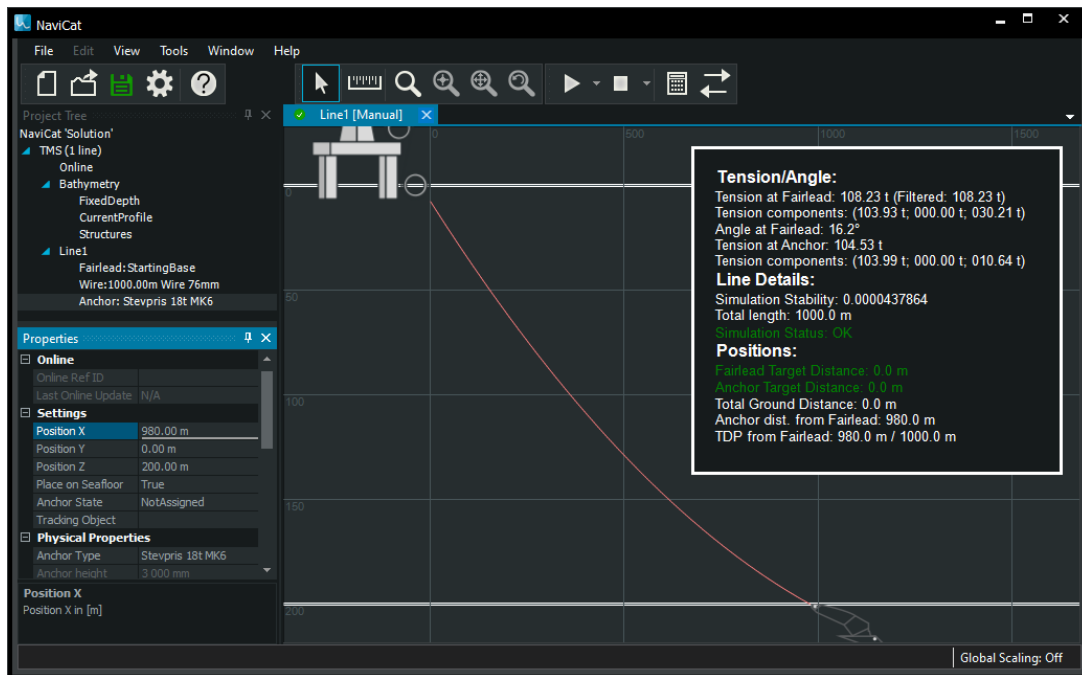 NaviCat
File Edit View Tools Window Help
Project Tree
NaviCat 'Solution'
TMS (1 line)
Online
Bathymetry
FixedDepth
CurrentProfile
Structures
Line1
Fairlead:StartingBase
Wire:1000.00m Wire 76mm
Anchor: Stevpris 18t MK6
Properties
Online
Online Ref ID
Last Online Update N/A
Settings
Position X 980.00 m
Position Y 0.00 m
Position Z 200.00 m
Place on Seafloor True
Anchor State NotAssigned
Tracking Object
Physical Properties
Anchor Type Stevpris 18t MK6
Anchor height 3 000 mm
Position X
Position X in [m]
Line1 [Manual]
0 500 1000 1500
0
50
100
150
200
Tension/Angle:
Tension at Fairlead: 108.23 t (Filtered: 108.23 t)
Tension components: (103.93 t; 000.00 t; 030.21 t)
Angle at Fairlead: 16.2°
Tension at Anchor: 104.53 t
Tension components: (103.99 t; 000.00 t; 010.64 t)
Line Details:
Simulation Stability: 0.0000437864
Total length: 1000.0 m
Simulation Status: OK
Positions:
Fairlead Target Distance: 0.0 m
Anchor Target Distance: 0.0 m
Total Ground Distance: 0.0 m
Anchor dist. from Fairlead: 980.0 m
TDP from Fairlead: 980.0 m / 1000.0 m
Global Scaling: Off